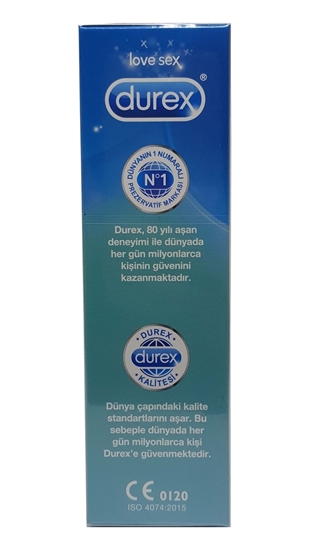 love sex
durex®
DÜNYANIN 1 NUMARALI
N°1
PREZERVATİF MARKASI
Durex, 80 yılı aşan
deneyimi ile dünyada
her gün milyonlarca
kişinin güvenini
kazanmaktadır.
DUREX
durex
KALİTESİ
Dünya çapındaki kalite
standartlarını aşar. Bu
sebeple dünyada her
gün milyonlarca kişi
Durex'e güvenmektedir.
CE 0120
ISO 4074:2015